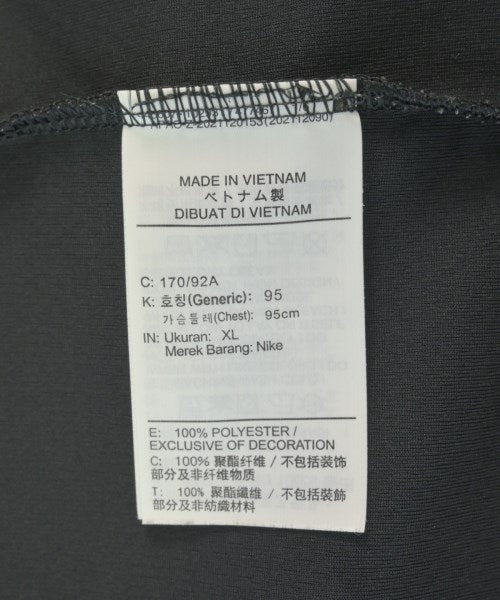 APAC-Z-2021120153(202112090)
MADE IN VIETNAM
ベトナム製
DIBUAT DI VIETNAM
C: 170/92A
K: 호칭(Generic): 95
가슴둘레(Chest): 95cm
IN: Ukuran: XL
Merek Barang: Nike
E: 100% POLYESTER /
EXCLUSIVE OF DECORATION
C: 100% 聚酯纤维 / 不包括装饰
部分及非纤维物质
T: 100% 聚酯纖維 / 不包括裝飾
部分及非紡織材料